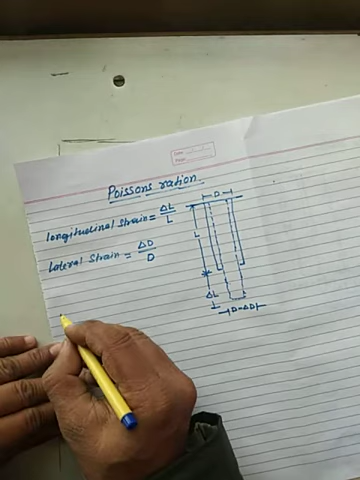 Poissons ration
longitudinal strain = ΔL/L
lateral strain = ΔD/D
D
L
ΔL
D-ΔD